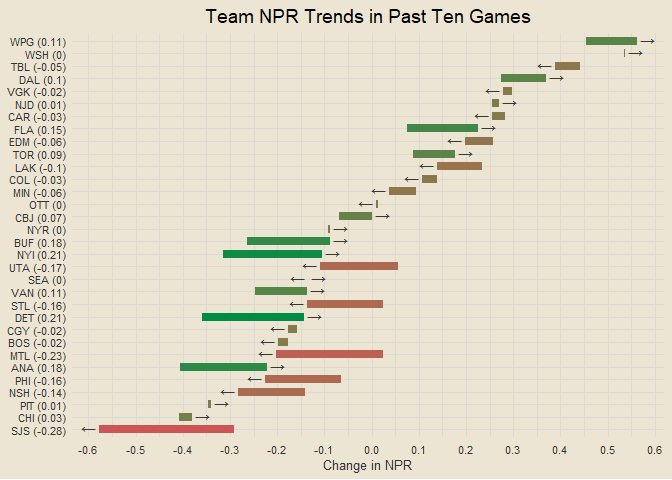 Team NPR Trends in Past Ten Games
WPG (0.11)
WSH (0)
TBL (-0.05)
DAL (0.1)
VGK (-0.02)
NJD (0.01)
CAR (-0.03)
FLA (0.15)
EDM (-0.06)
TOR (0.09)
LAK (-0.1)
COL (-0.03)
MIN (-0.06)
OTT (0)
CBJ (0.07)
NYR (0)
BUF (0.18)
NYI (0.21)
UTA (-0.17)
SEA (0)
VAN (0.11)
STL (-0.16)
DET (0.21)
CGY (-0.02)
BOS (-0.02)
MTL (-0.23)
ANA (0.18)
PHI (-0.16)
NSH (-0.14)
PIT (0.01)
CHI (0.03)
SJS (-0.28)
-0.6 -0.5 -0.4 -0.3 -0.2 -0.1 0.0 0.1 0.2 0.3 0.4 0.5 0.6
Change in NPR